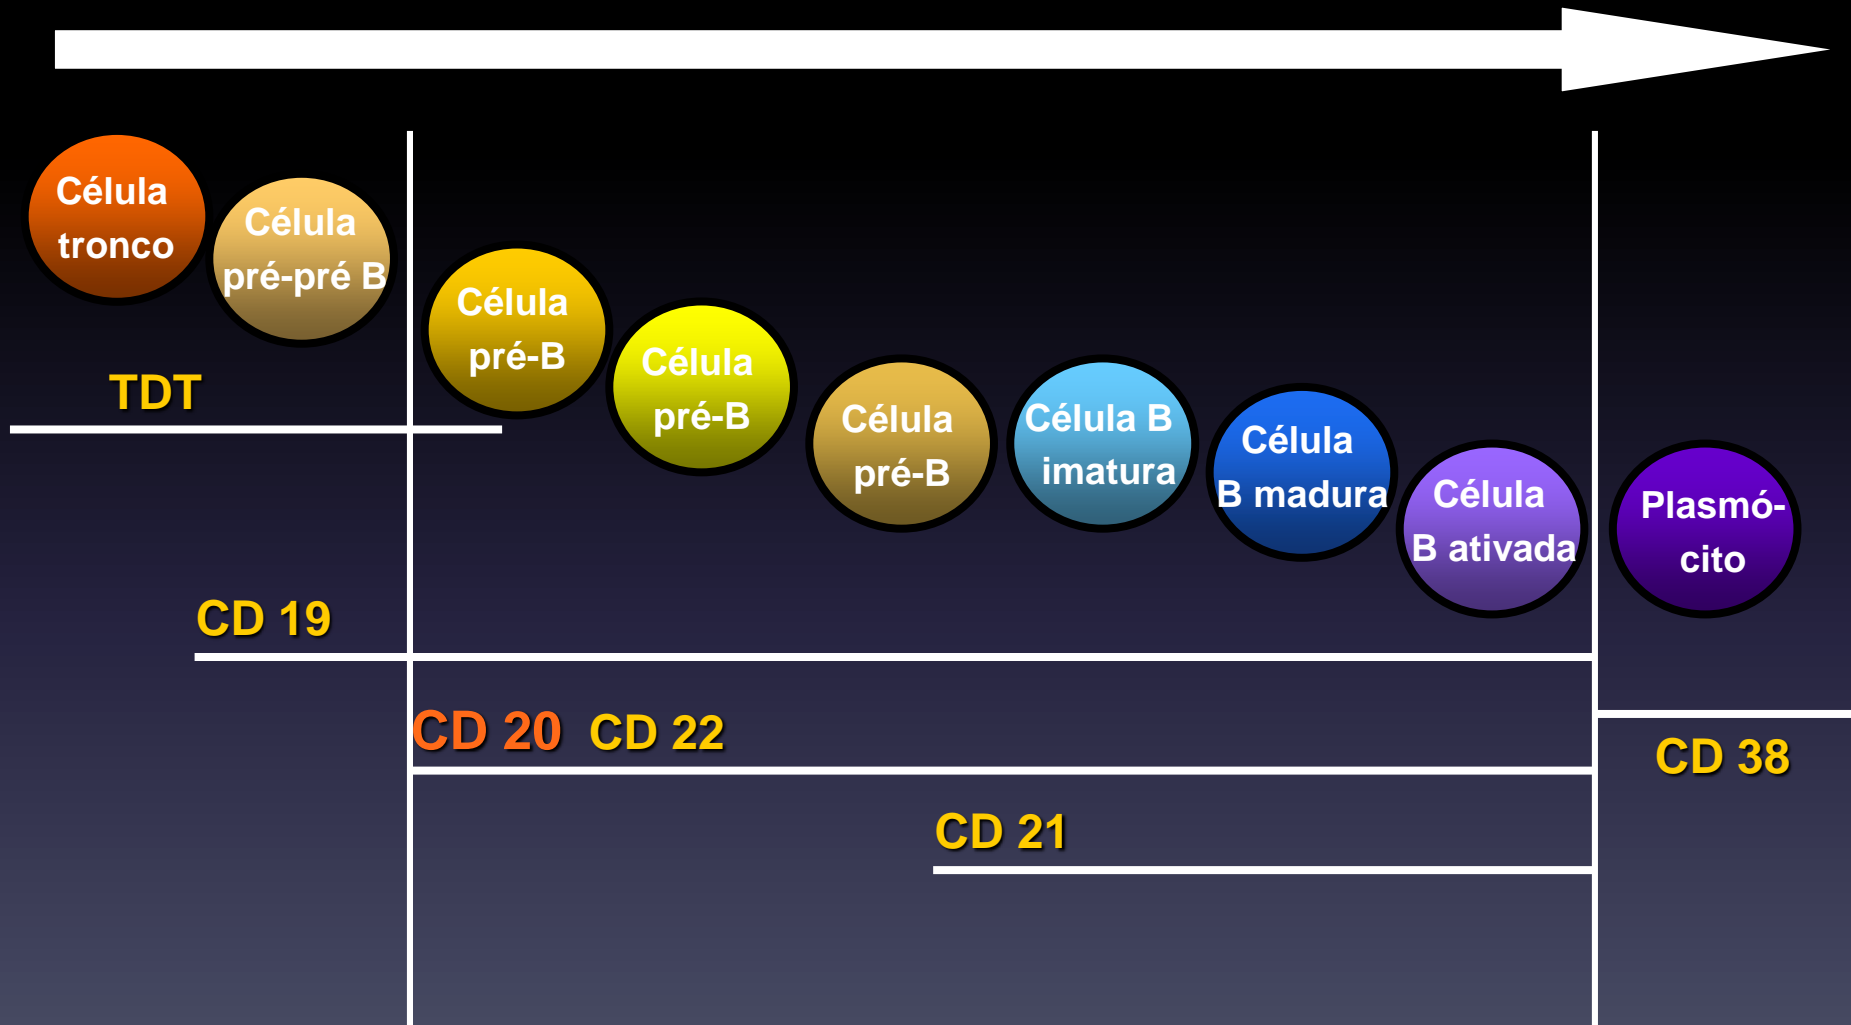 Célula
tronco
Célula
pré-pré B
Célula
pré-B
Célula
pré-B
Célula
pré-B
Célula B
imatura
Célula
B madura
Célula
B ativada
Plasmó-
cito
TDT
CD 19
CD 20 CD 22
CD 38
CD 21